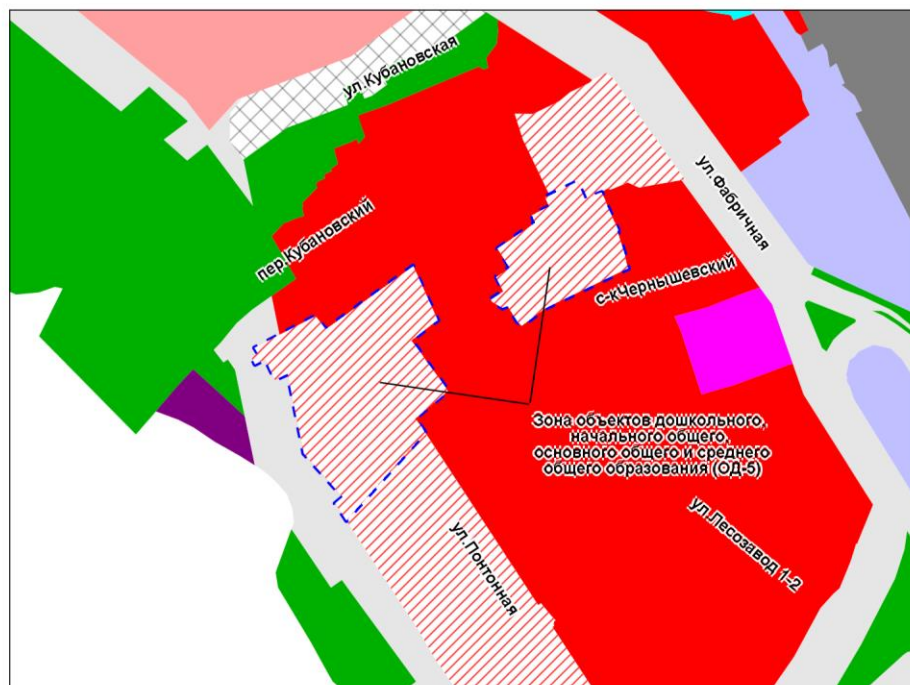 ул.Кубановская
ул.Фабричная
пер.Кубановский
с-кЧернышевский
Зона объектов дошкольного,
начального общего,
основного общего и среднего
общего образования (ОД-5)
ул.Лесозавод 1-2
ул.Понтонная